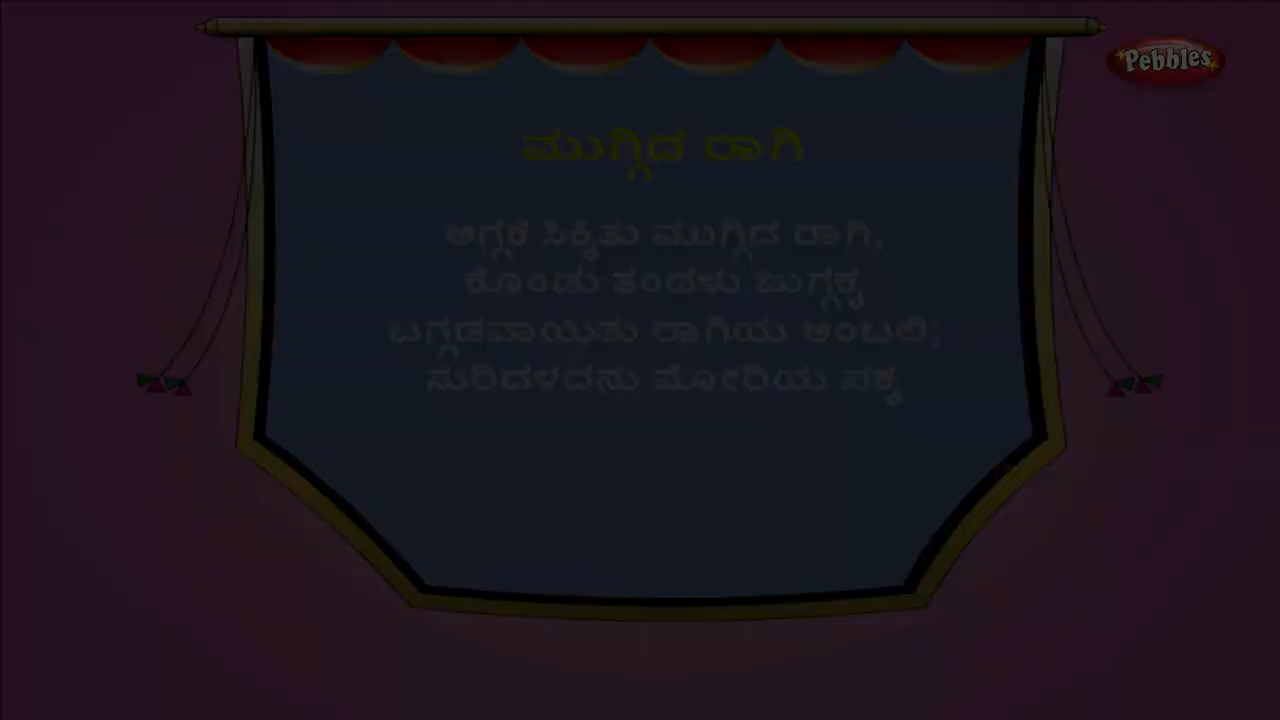 Pebbles
ಮುಗ್ಗಿದ ರಾಗಿ
ಅಗ್ಗಕೆ ಸಿಕ್ಕಿತು ಮುಗ್ಗಿದ ರಾಗಿ,
ಕೊಂಡು ತಂದಳು ಮುಗ್ಗಕ್ಕ
ಬಗ್ಗಡವಾಯಿತು ರಾಗಿಯ ಅಂಬಲಿ;
ಸುರಿದಳದನು ಮೋರಿಯ ಪಕ್ಕ